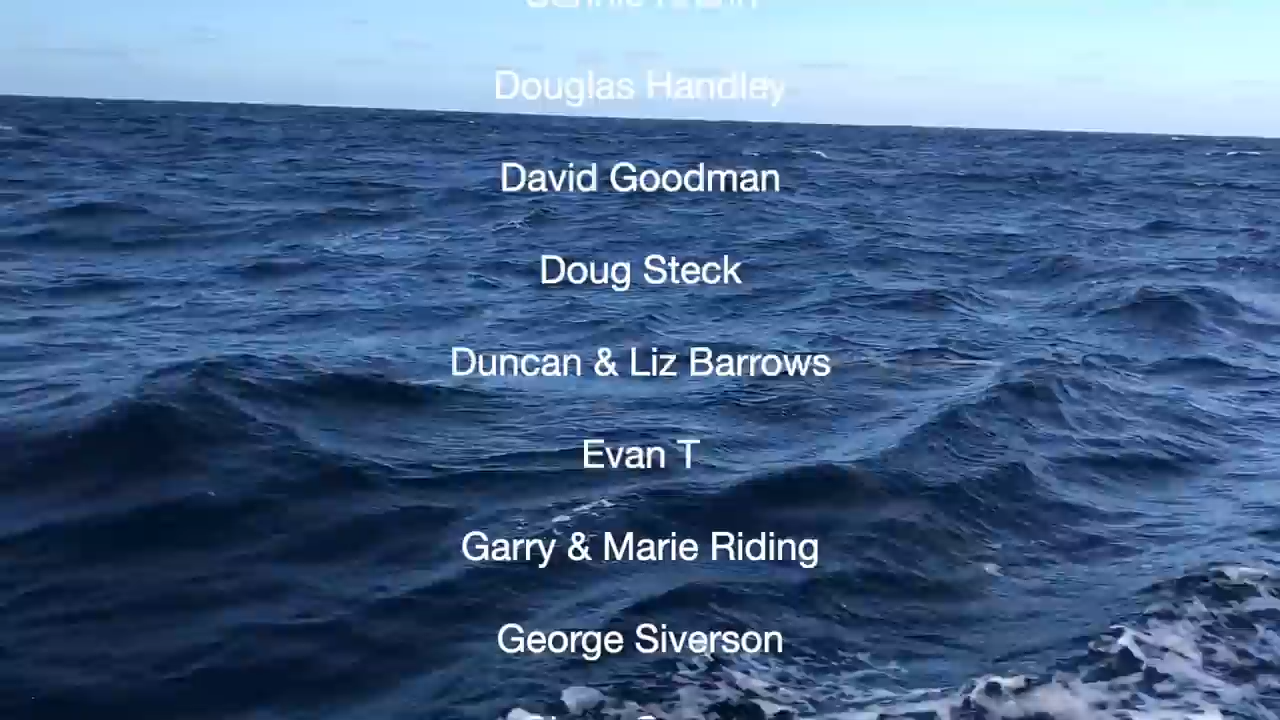 Douglas Handley
David Goodman
Doug Steck
Duncan & Liz Barrows
Evan T
Garry & Marie Riding
George Siverson